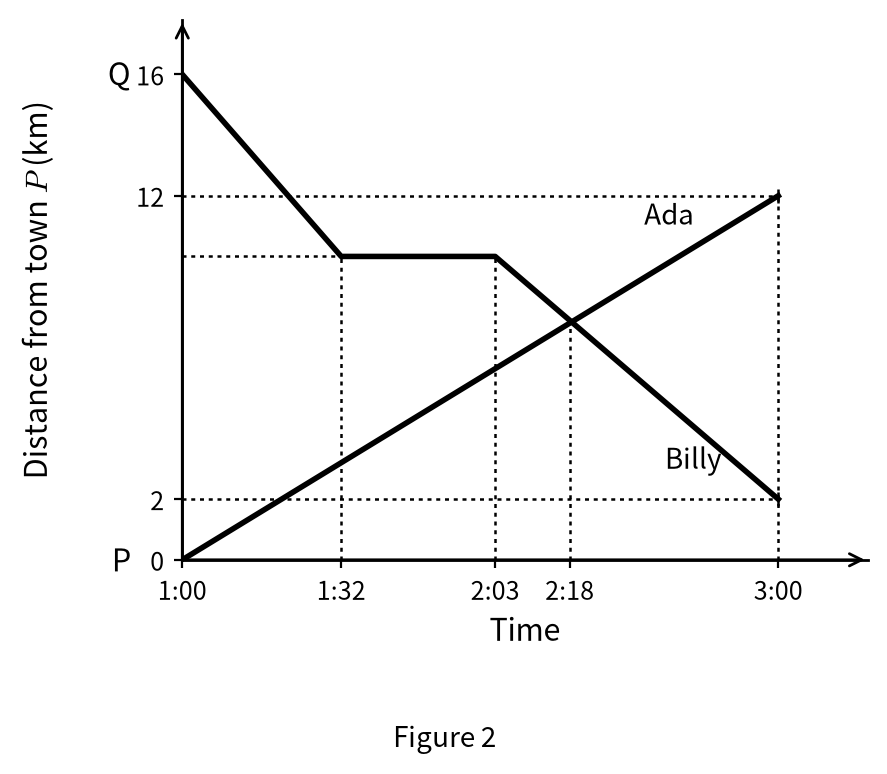 Distance from town P (km)
Q 16
12
Ada
Billy
2
P 0
1:00 1:32 2:03 2:18 3:00
Time
Figure 2